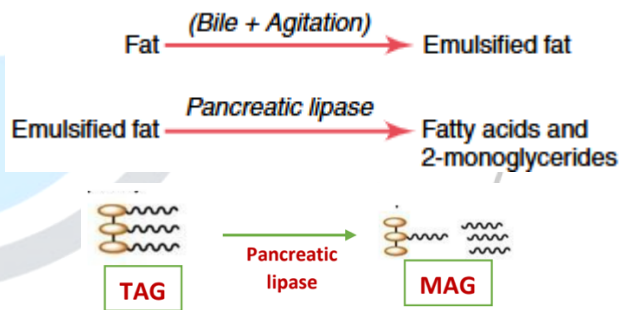 (Bile + Agitation)
Fat
Emulsified fat
Pancreatic lipase
Emulsified fat
Fatty acids and
2-monoglycerides
Pancreatic
lipase
TAG
MAG